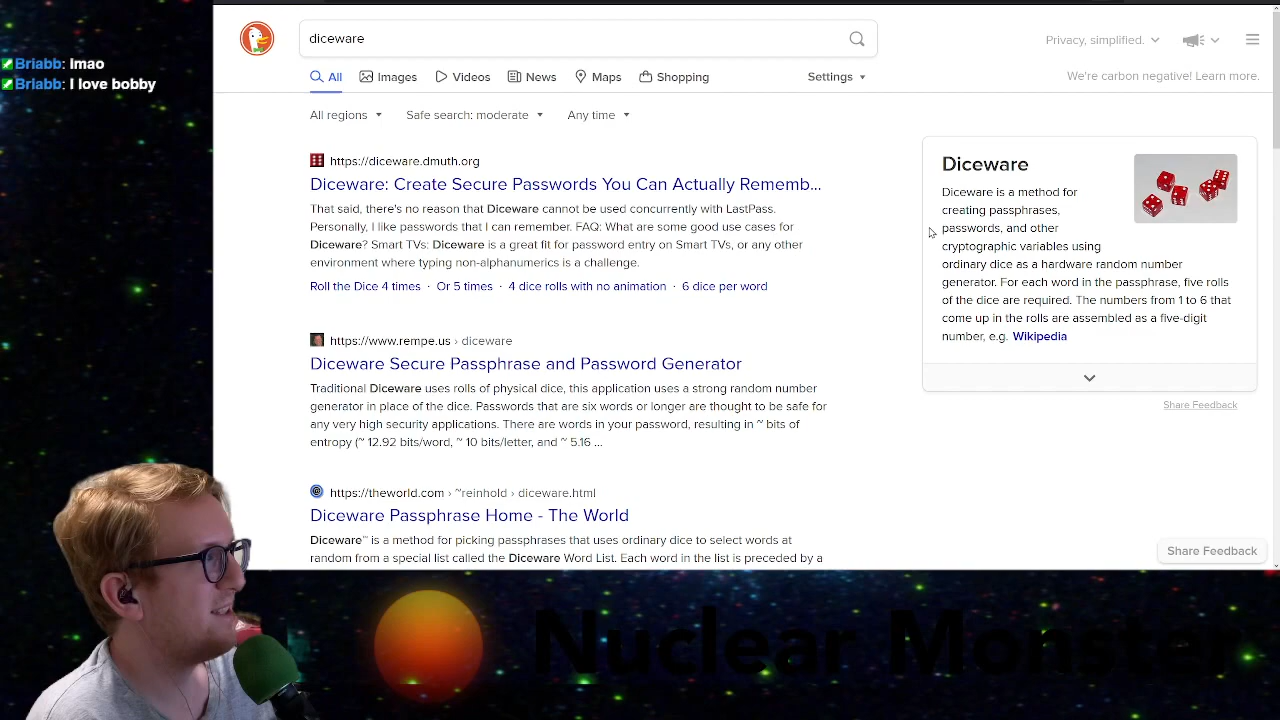 Briabb: lmao
Briabb: I love bobby
diceware
Privacy, simplified.
All
Images
Videos
News
Maps
Shopping
Settings
We're carbon negative! Learn more.
All regions
Safe search: moderate
Any time
https://diceware.dmuth.org
Diceware: Create Secure Passwords You Can Actually Rememb...
That said, there's no reason that Diceware cannot be used concurrently with LastPass.
Personally, I like passwords that I can remember. FAQ: What are some good use cases for
Diceware? Smart TVs: Diceware is a great fit for password entry on Smart TVs, or any other
environment where typing non-alphanumerics is a challenge.
Roll the Dice 4 times · Or 5 times · 4 dice rolls with no animation · 6 dice per word
https://www.rempe.us › diceware
Diceware Secure Passphrase and Password Generator
Traditional Diceware uses rolls of physical dice, this application uses a strong random number
generator in place of the dice. Passwords that are six words or longer are thought to be safe for
any very high security applications. There are words in your password, resulting in ~ bits of
entropy (~ 12.92 bits/word, ~ 10 bits/letter, and ~ 5.16 ...
https://theworld.com › ~reinhold › diceware.html
Diceware Passphrase Home - The World
Diceware™ is a method for picking passphrases that uses ordinary dice to select words at
random from a special list called the Diceware Word List. Each word in the list is preceded by a
Diceware
Diceware is a method for
creating passphrases,
passwords, and other
cryptographic variables using
ordinary dice as a hardware random number
generator. For each word in the passphrase, five rolls
of the dice are required. The numbers from 1 to 6 that
come up in the rolls are assembled as a five-digit
number, e.g. Wikipedia
Share Feedback
Share Feedback
Nuclear Monster